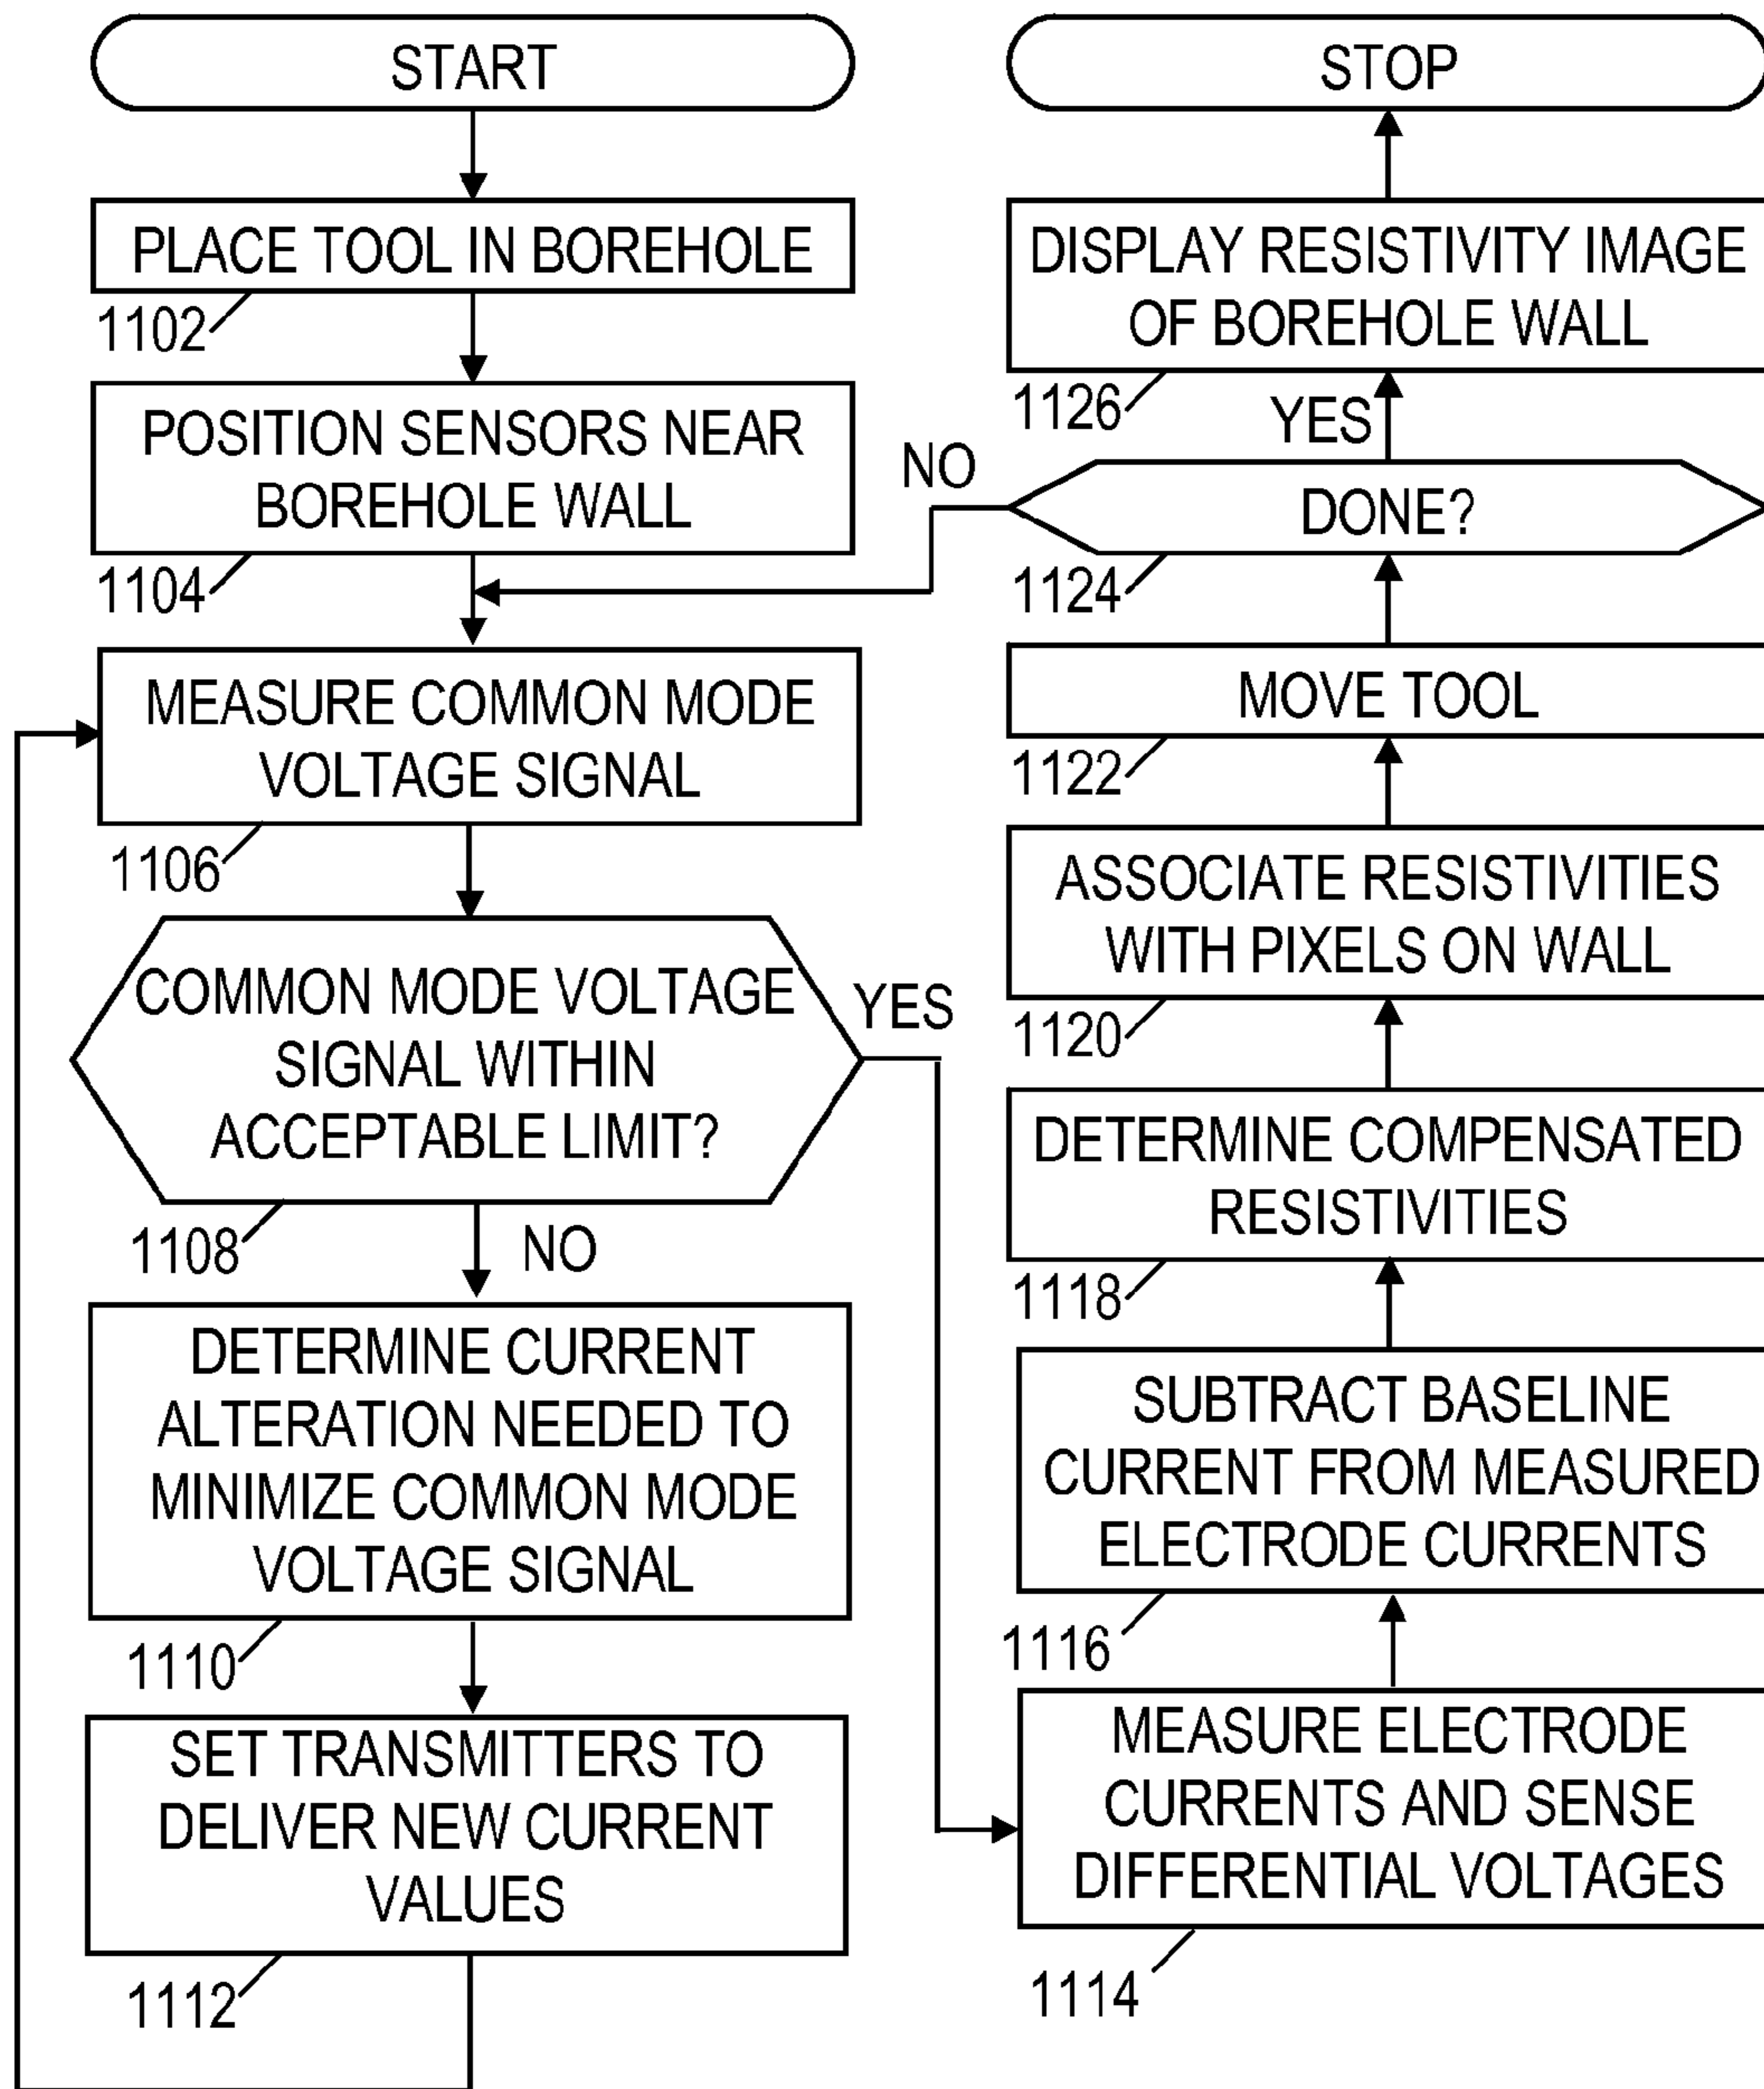 START
PLACE TOOL IN BOREHOLE
1102
POSITION SENSORS NEAR
BOREHOLE WALL
1104
MEASURE COMMON MODE
VOLTAGE SIGNAL
1106
COMMON MODE VOLTAGE
SIGNAL WITHIN
ACCEPTABLE LIMIT?
YES
1108
NO
DETERMINE CURRENT
ALTERATION NEEDED TO
MINIMIZE COMMON MODE
VOLTAGE SIGNAL
1110
SET TRANSMITTERS TO
DELIVER NEW CURRENT
VALUES
1112
STOP
DISPLAY RESISTIVITY IMAGE
OF BOREHOLE WALL
1126
YES
NO
DONE?
1124
MOVE TOOL
1122
ASSOCIATE RESISTIVITIES
WITH PIXELS ON WALL
1120
DETERMINE COMPENSATED
RESISTIVITIES
1118
SUBTRACT BASELINE
CURRENT FROM MEASURED
ELECTRODE CURRENTS
1116
MEASURE ELECTRODE
CURRENTS AND SENSE
DIFFERENTIAL VOLTAGES
1114